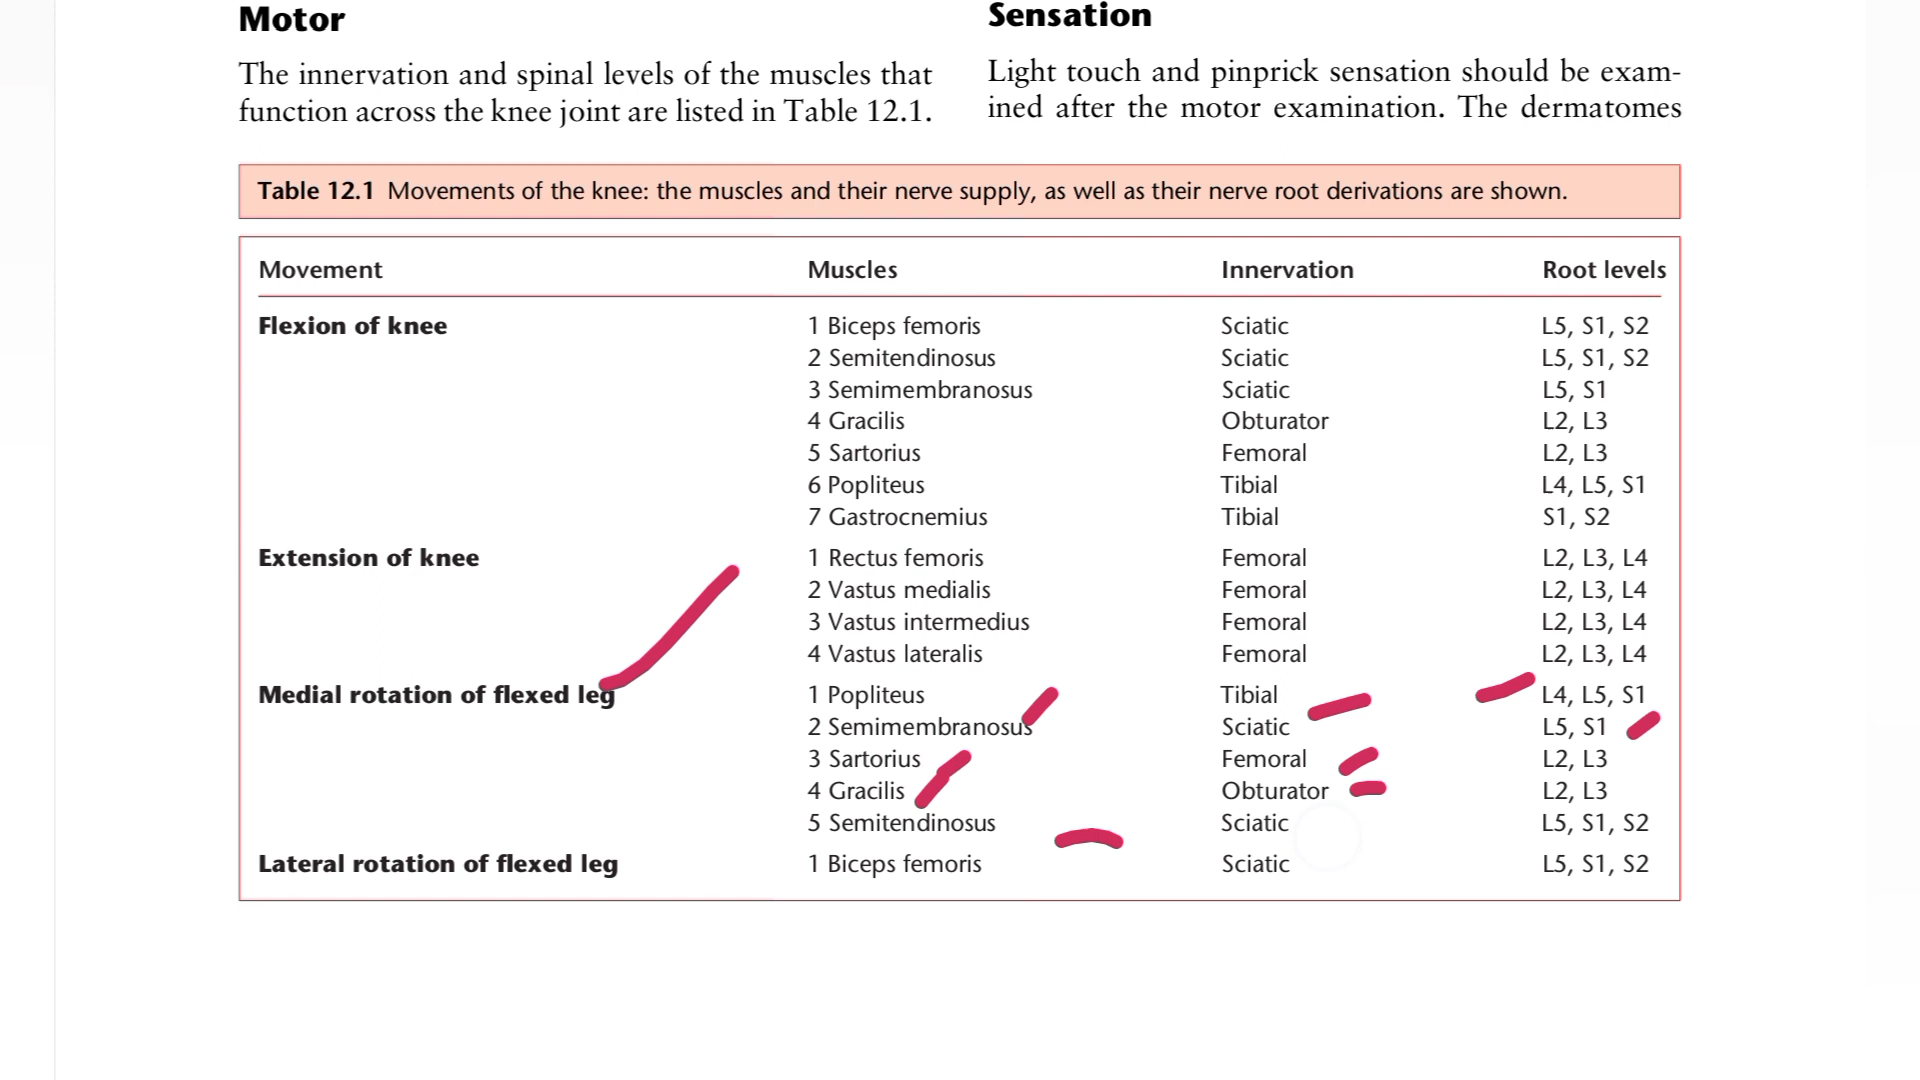 Motor
The innervation and spinal levels of the muscles that
function across the knee joint are listed in Table 12.1.
Sensation
Light touch and pinprick sensation should be exam-
ined after the motor examination. The dermatomes
Table 12.1 Movements of the knee: the muscles and their nerve supply, as well as their nerve root derivations are shown.
Movement Muscles Innervation Root levels
Flexion of knee 1 Biceps femoris Sciatic L5, S1, S2
2 Semitendinosus Sciatic L5, S1, S2
3 Semimembranosus Sciatic L5, S1
4 Gracilis Obturator L2, L3
5 Sartorius Femoral L2, L3
6 Popliteus Tibial L4, L5, S1
7 Gastrocnemius Tibial S1, S2
Extension of knee 1 Rectus femoris Femoral L2, L3, L4
2 Vastus medialis Femoral L2, L3, L4
3 Vastus intermedius Femoral L2, L3, L4
4 Vastus lateralis Femoral L2, L3, L4
Medial rotation of flexed leg 1 Popliteus Tibial L4, L5, S1
2 Semimembranosus Sciatic L5, S1
3 Sartorius Femoral L2, L3
4 Gracilis Obturator L2, L3
5 Semitendinosus Sciatic L5, S1, S2
Lateral rotation of flexed leg 1 Biceps femoris Sciatic L5, S1, S2